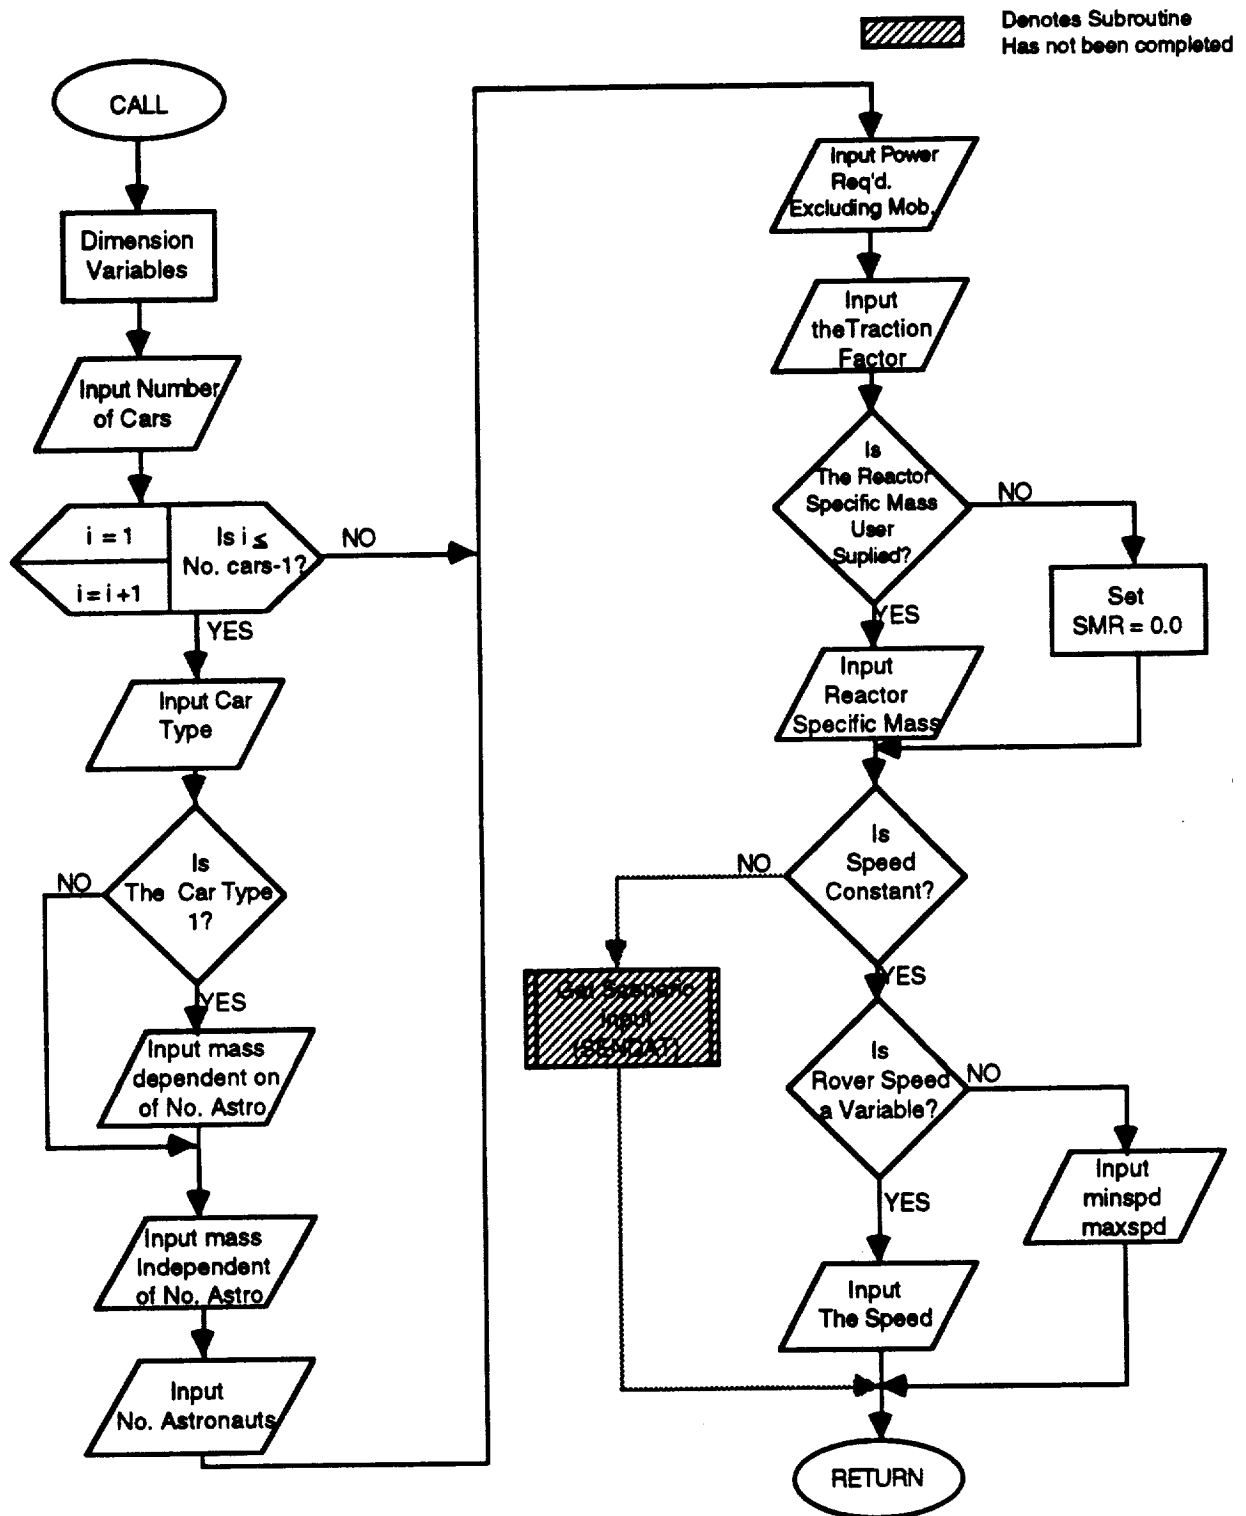 Denotes Subroutine
Has not been completed
CALL
Dimension
Variables
Input Number
of Cars
i = 1
i = i +1
Is i ≤
No. cars-1?
NO
YES
Input Car
Type
Is
The Car Type
1?
NO
YES
Input mass
dependent on
of No. Astro.
Input mass
Independent
of No. Astro
Input
No. Astronauts
Input Power
Req'd.
Excluding Mob.
Input
theTraction
Factor
Is
The Reactor
Specific Mass
User
Suplied?
NO
Set
SMR = 0.0
YES
Input
Reactor
Specific Mass
Is
Speed
Constant?
NO
Get Scenario
Input
YES
Is
Rover Speed
a Variable?
NO
Input
minspd
maxspd
YES
Input
The Speed
RETURN